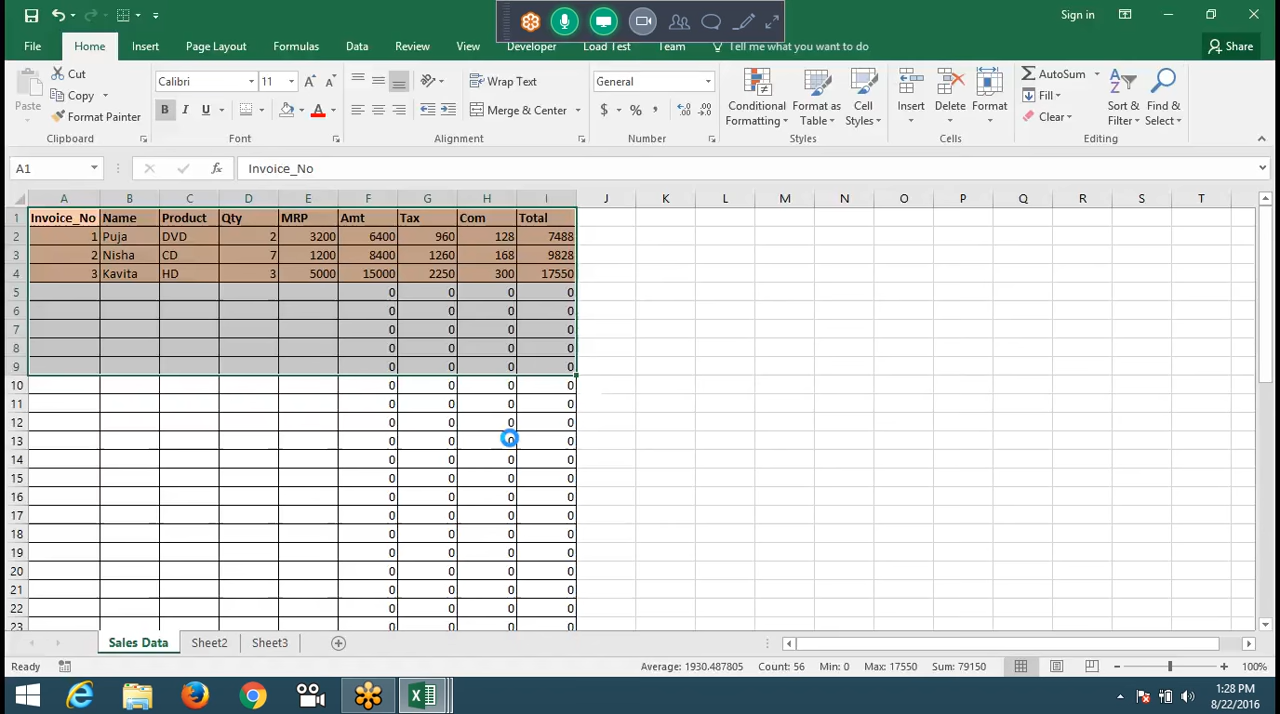 Sign in
File Home Insert Page Layout Formulas Data Review View Developer Load Test Team Tell me what you want to do Share
Paste Cut Copy Format Painter Clipboard
Calibri 11 B I U Font
Wrap Text Merge & Center Alignment
General $ % , Number
Conditional Formatting Format as Table Cell Styles Styles
Insert Delete Format Cells
AutoSum Fill Clear Sort & Filter Find & Select Editing
A1 fx Invoice_No
A B C D E F G H I J K L M N O P Q R S T
1 Invoice_No Name Product Qty MRP Amt Tax Com Total
2 1 Puja DVD 2 3200 6400 960 128 7488
3 2 Nisha CD 7 1200 8400 1260 168 9828
4 3 Kavita HD 3 5000 15000 2250 300 17550
5 0 0 0 0
6 0 0 0 0
7 0 0 0 0
8 0 0 0 0
9 0 0 0 0
10 0 0 0 0
11 0 0 0 0
12 0 0 0 0
13 0 0 0 0
14 0 0 0 0
15 0 0 0 0
16 0 0 0 0
17 0 0 0 0
18 0 0 0 0
19 0 0 0 0
20 0 0 0 0
21 0 0 0 0
22 0 0 0 0
23 0 0 0 0
Sales Data Sheet2 Sheet3
Ready Average: 1930.487805 Count: 56 Min: 0 Max: 17550 Sum: 79150 100%
1:28 PM
8/22/2016